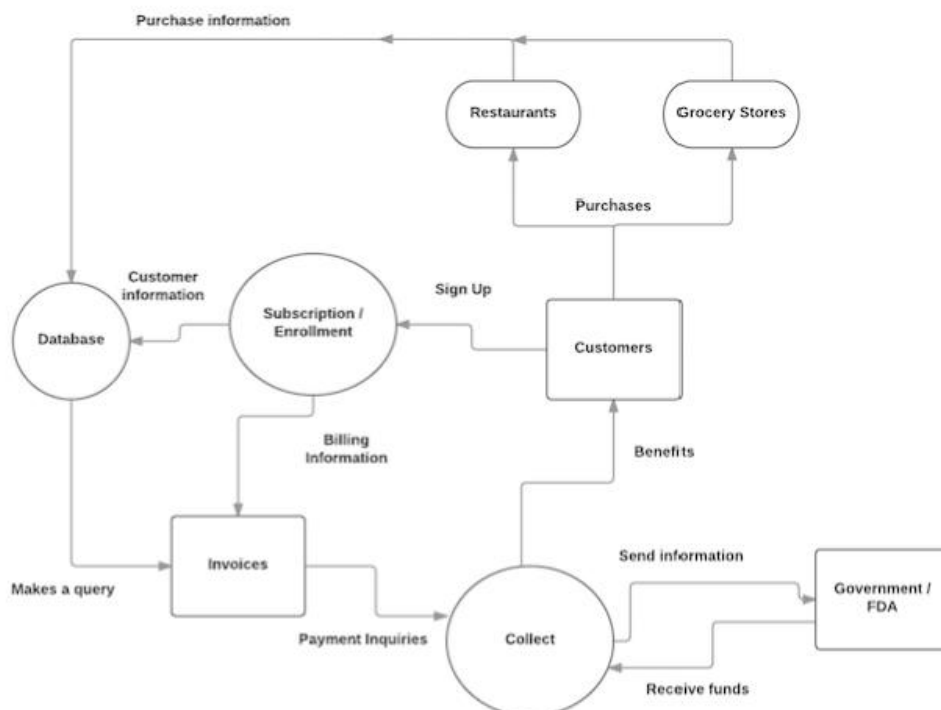 Purchase information
Restaurants
Grocery Stores
Purchases
Customer
information
Subscription /
Enrollment
Sign Up
Database
Customers
Billing
Information
Benefits
Invoices
Send information
Government /
FDA
Makes a query
Payment Inquiries
Collect
Receive funds